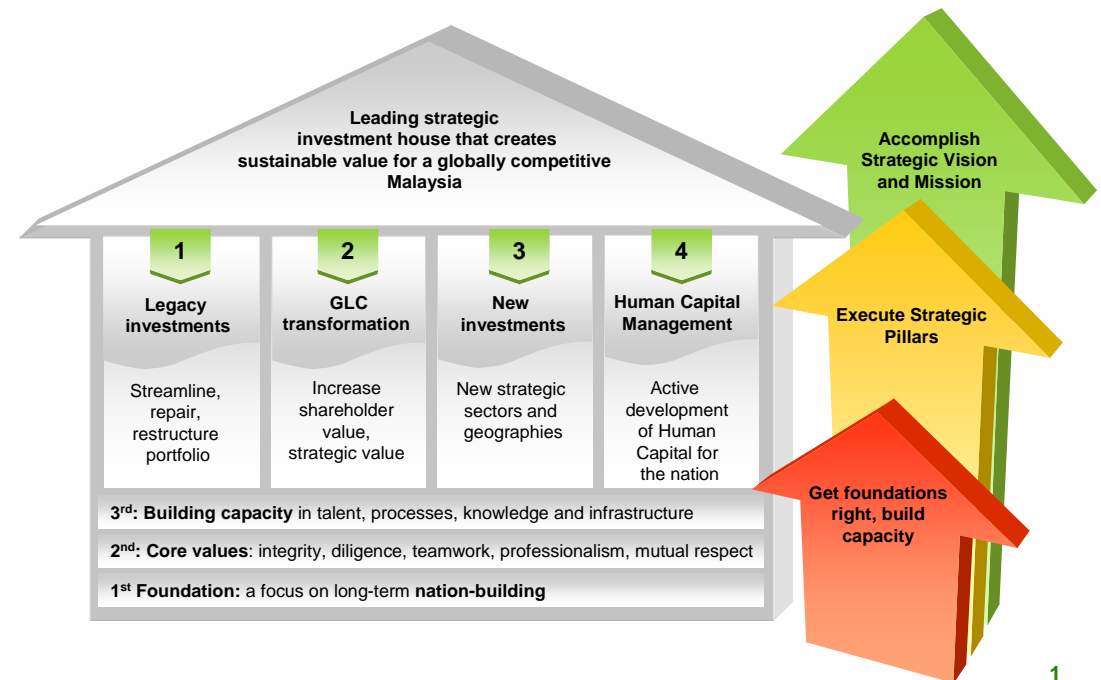 Leading strategic
investment house that creates
sustainable value for a globally competitive
Malaysia
1
Legacy
investments
Streamline,
repair,
restructure
portfolio
2
GLC
transformation
Increase
shareholder
value,
strategic value
3
New
investments
New strategic
sectors and
geographies
4
Human Capital
Management
Active
development
of Human
Capital for
the nation
3rd: Building capacity in talent, processes, knowledge and infrastructure
2nd: Core values: integrity, diligence, teamwork, professionalism, mutual respect
1st Foundation: a focus on long-term nation-building
Accomplish
Strategic Vision
and Mission
Execute Strategic
Pillars
Get foundations
right, build
capacity
1